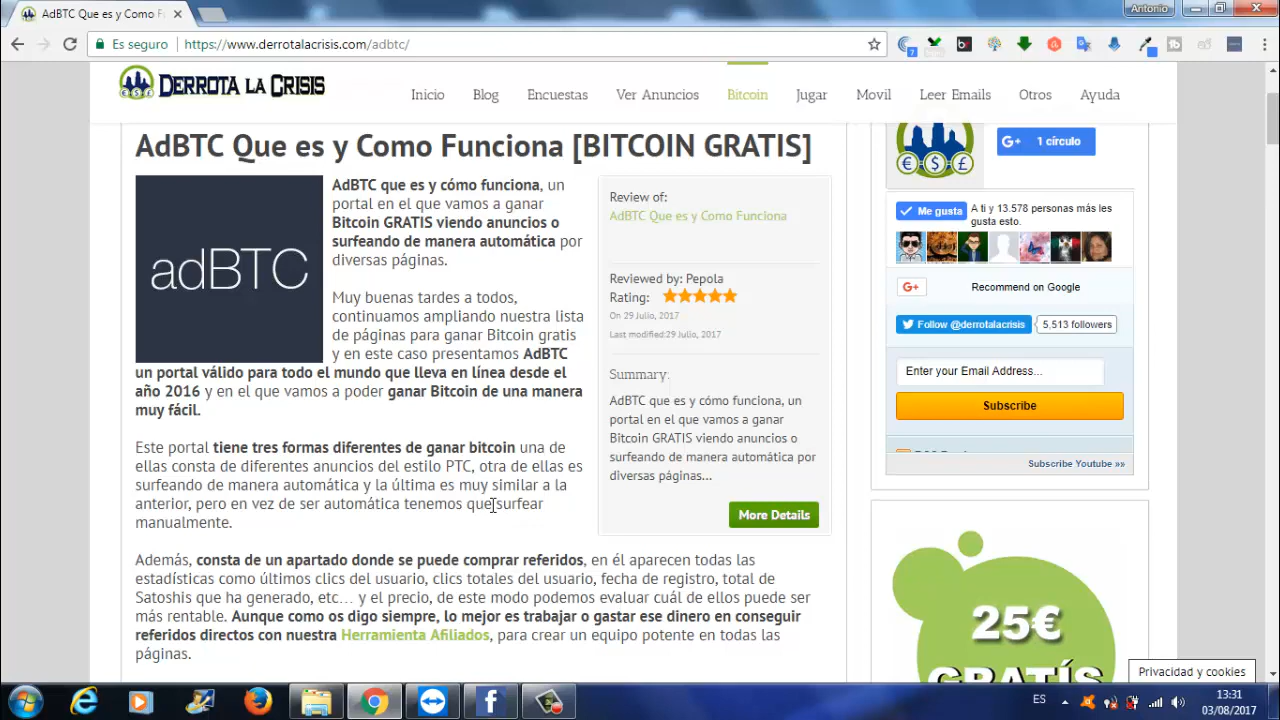 AdBTC Que es y Como F
Antonio
Es seguro
https://www.derrotalacrisis.com/adbtc/
7
DERROTA LA CRISIS
Inicio
Blog
Encuestas
Ver Anuncios
Bitcoin
Jugar
Movil
Leer Emails
Otros
Ayuda
AdBTC Que es y Como Funciona [BITCOIN GRATIS]
adBTC
AdBTC que es y cómo funciona, un
portal en el que vamos a ganar
Bitcoin GRATIS viendo anuncios o
surfeando de manera automática por
diversas páginas.
Muy buenas tardes a todos,
continuamos ampliando nuestra lista
de páginas para ganar Bitcoin gratis
y en este caso presentamos AdBTC
un portal válido para todo el mundo que lleva en línea desde el
año 2016 y en el que vamos a poder ganar Bitcoin de una manera
muy fácil.
Este portal tiene tres formas diferentes de ganar bitcoin una de
ellas consta de diferentes anuncios del estilo PTC, otra de ellas es
surfeando de manera automática y la última es muy similar a la
anterior, pero en vez de ser automática tenemos que surfear
manualmente.
Además, consta de un apartado donde se puede comprar referidos, en él aparecen todas las
estadísticas como últimos clics del usuario, clics totales del usuario, fecha de registro, total de
Satoshis que ha generado, etc… y el precio, de este modo podemos evaluar cuál de ellos puede ser
más rentable. Aunque como os digo siempre, lo mejor es trabajar o gastar ese dinero en conseguir
referidos directos con nuestra Herramienta Afiliados, para crear un equipo potente en todas las
páginas.
Review of:
AdBTC Que es y Como Funciona
Reviewed by: Pepola
Rating:
On 29 Julio, 2017
Last modified:29 Julio, 2017
Summary:
AdBTC que es y cómo funciona, un
portal en el que vamos a ganar
Bitcoin GRATIS viendo anuncios o
surfeando de manera automática por
diversas páginas...
More Details
€ $ £
G+ 1 círculo
Me gusta
A ti y 13.578 personas más les
gusta esto.
G+ Recommend on Google
Follow @derrotalacrisis
5,513 followers
Enter your Email Address...
Subscribe
Subscribe Youtube »»
25€
GRATÍS
Privacidad y cookies
ES
13:31
03/08/2017